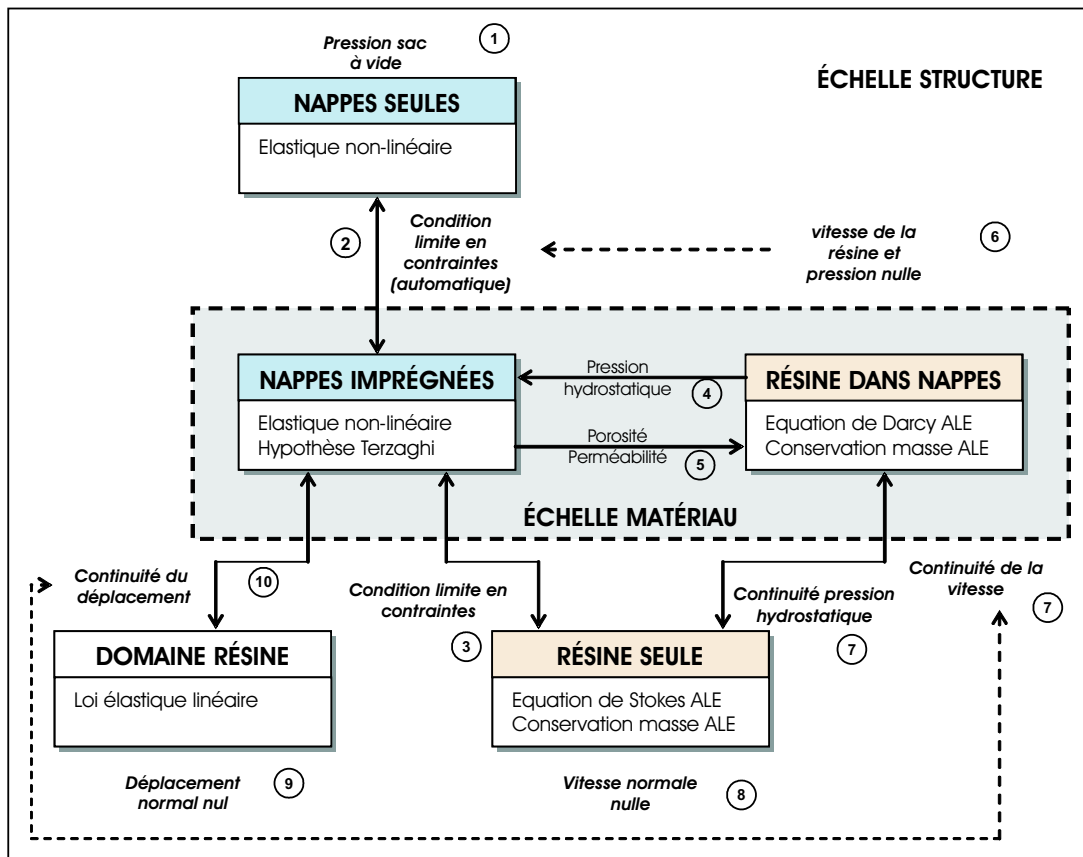 Pression sac
à vide
1
ÉCHELLE STRUCTURE
NAPPES SEULES
Elastique non-linéaire
2
Condition
limite en
contraintes
(automatique)
vitesse de la
résine et
pression nulle
6
NAPPES IMPRÉGNÉES
Elastique non-linéaire
Hypothèse Terzaghi
Pression
hydrostatique
4
Porosité
Perméabilité
5
RÉSINE DANS NAPPES
Equation de Darcy ALE
Conservation masse ALE
ÉCHELLE MATÉRIAU
Continuité du
déplacement
10
Condition limite en
contraintes
3
Continuité pression
hydrostatique
7
Continuité de la
vitesse
7
DOMAINE RÉSINE
Loi élastique linéaire
RÉSINE SEULE
Equation de Stokes ALE
Conservation masse ALE
Déplacement
normal nul
9
Vitesse normale
nulle
8